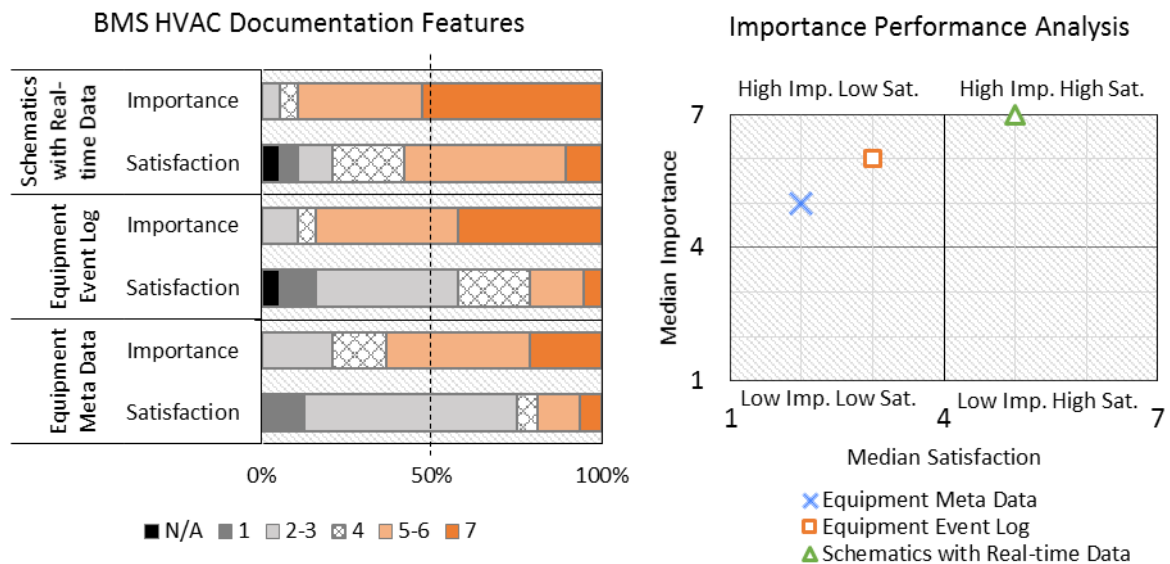 BMS HVAC Documentation Features
Schematics
with Real-
time Data
Importance
Satisfaction
Equipment
Event Log
Importance
Satisfaction
Equipment
Meta Data
Importance
Satisfaction
0%
50%
100%
N/A
1
2-3
4
5-6
7
Importance Performance Analysis
High Imp. Low Sat.
High Imp. High Sat.
7
4
1
Median Importance
Low Imp. Low Sat.
Low Imp. High Sat.
1
4
7
Median Satisfaction
Equipment Meta Data
Equipment Event Log
Schematics with Real-time Data